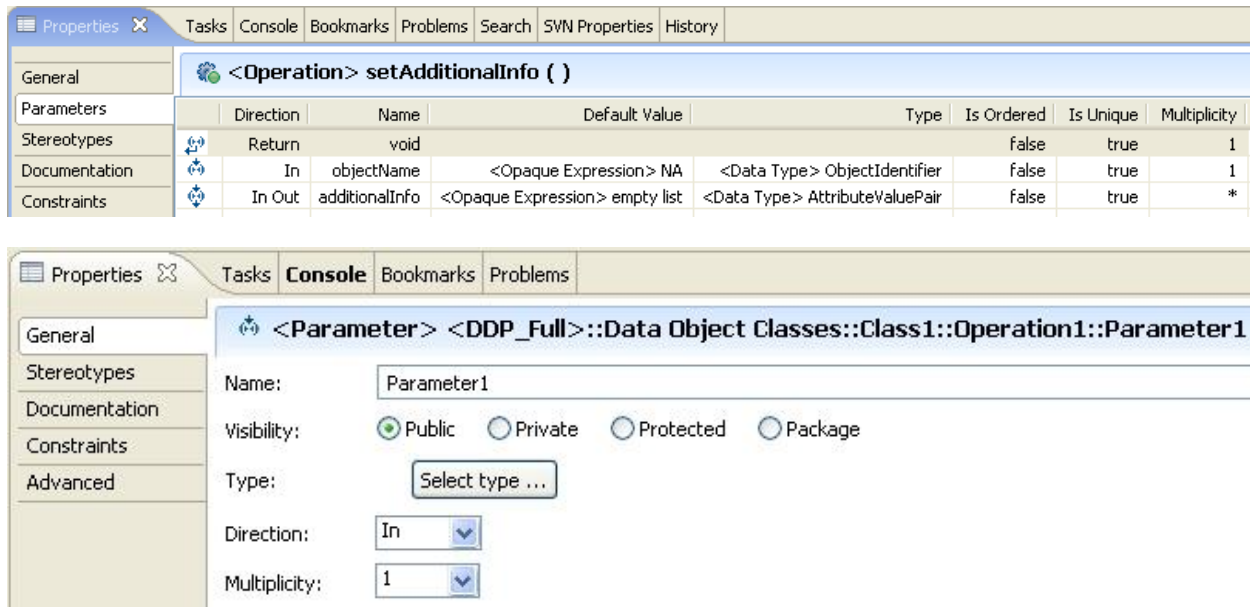 Properties Tasks Console Bookmarks Problems Search SVN Properties History
General
Parameters
Stereotypes
Documentation
Constraints
<Operation> setAdditionalInfo ( )
Direction Name Default Value Type Is Ordered Is Unique Multiplicity
Return void false true 1
In objectName <Opaque Expression> NA <Data Type> ObjectIdentifier false true 1
In Out additionalInfo <Opaque Expression> empty list <Data Type> AttributeValuePair false true *
Properties Tasks Console Bookmarks Problems
General
Stereotypes
Documentation
Constraints
Advanced
<Parameter> <DDP_Full>::Data Object Classes::Class1::Operation1::Parameter1
Name: Parameter1
Visibility: Public Private Protected Package
Type: Select type ...
Direction: In
Multiplicity: 1